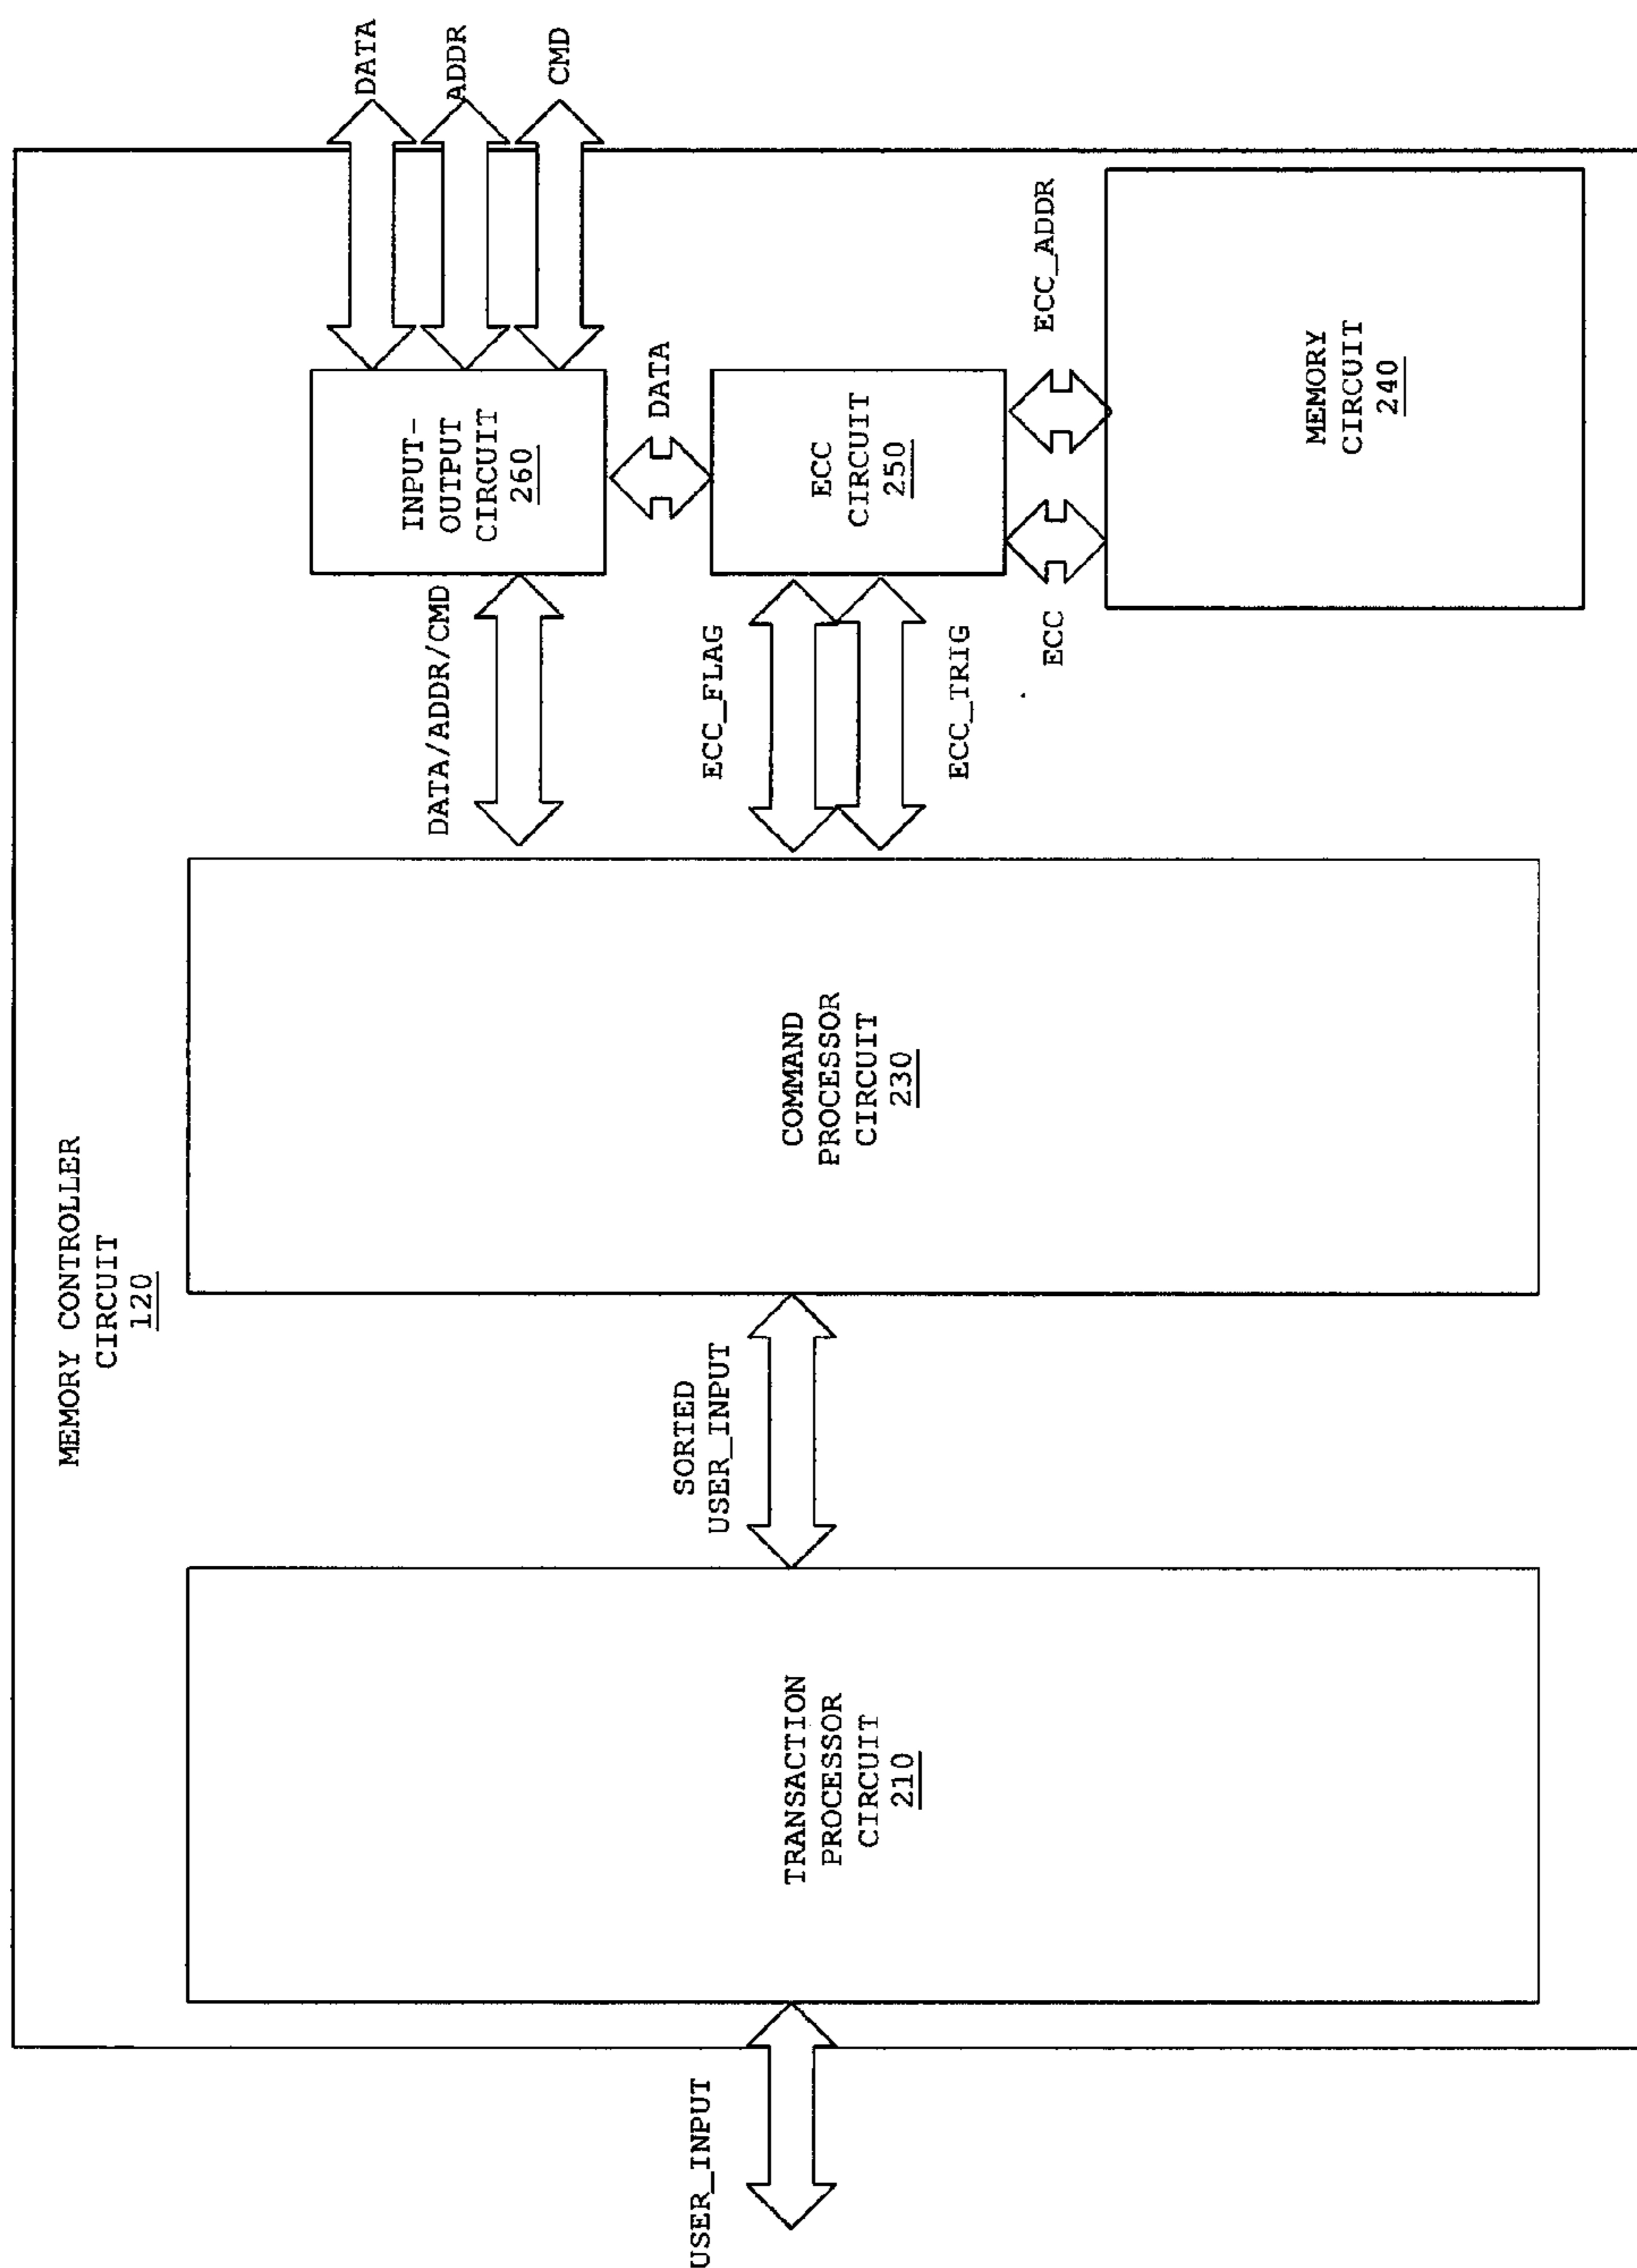 MEMORY CONTROLLER
CIRCUIT
120
USER_INPUT
TRANSACTION
PROCESSOR
CIRCUIT
210
SORTED
USER_INPUT
COMMAND
PROCESSOR
CIRCUIT
230
DATA/ADDR/CMD
ECC_FLAG
ECC_TRIG
INPUT-
OUTPUT
CIRCUIT
260
DATA
ADDR
CMD
DATA
ECC
CIRCUIT
250
ECC
ECC_ADDR
MEMORY
CIRCUIT
240